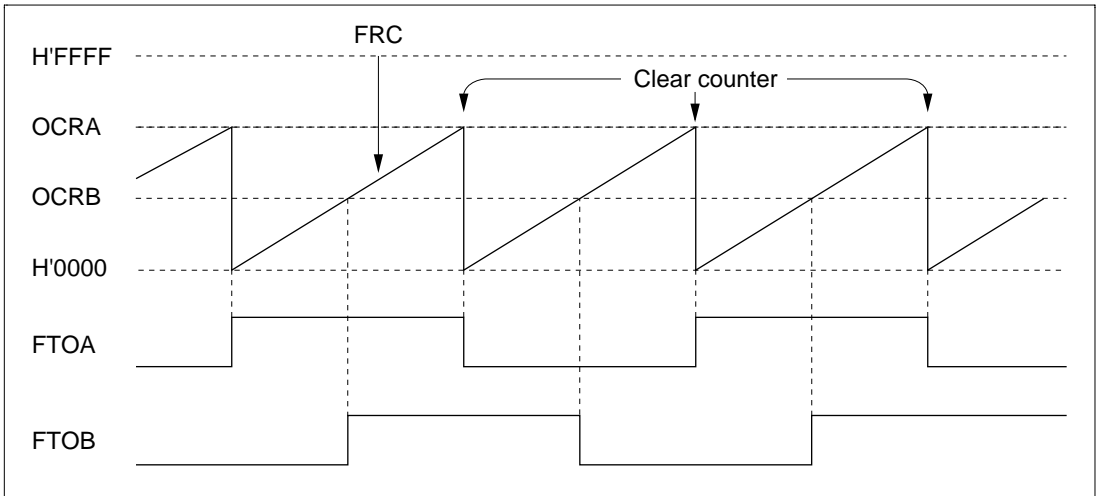 FRC
H'FFFF
Clear counter
OCRA
OCRB
H'0000
FTOA
FTOB